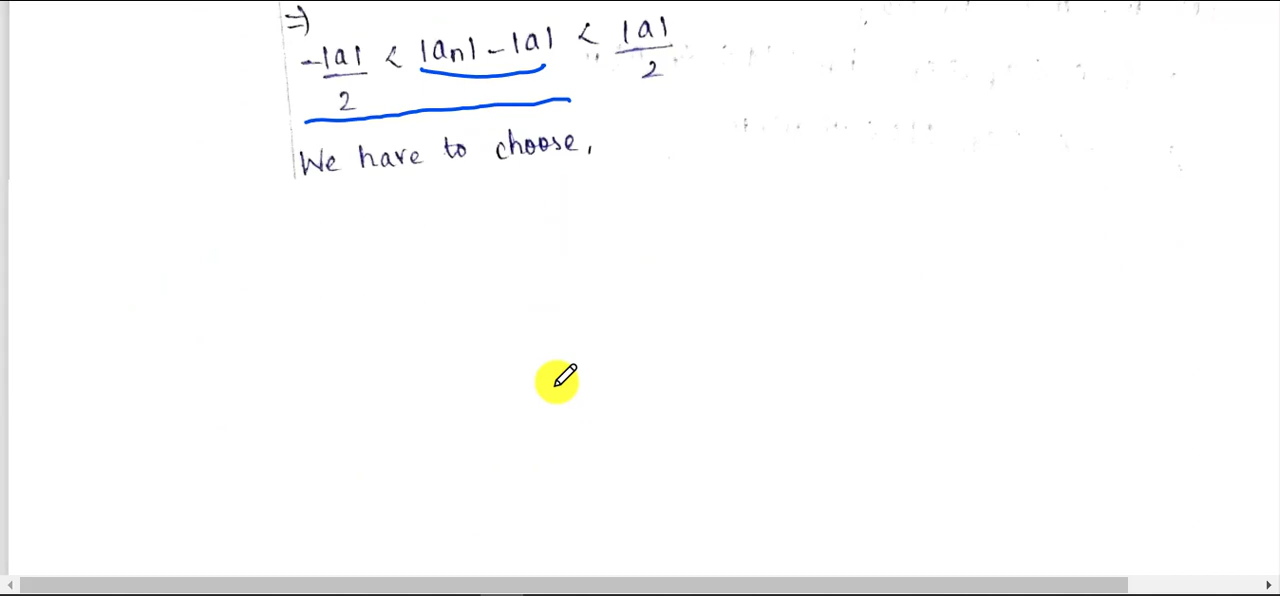 ⇒
-|a|/2 < |an| - |a| < |a|/2
We have to choose,